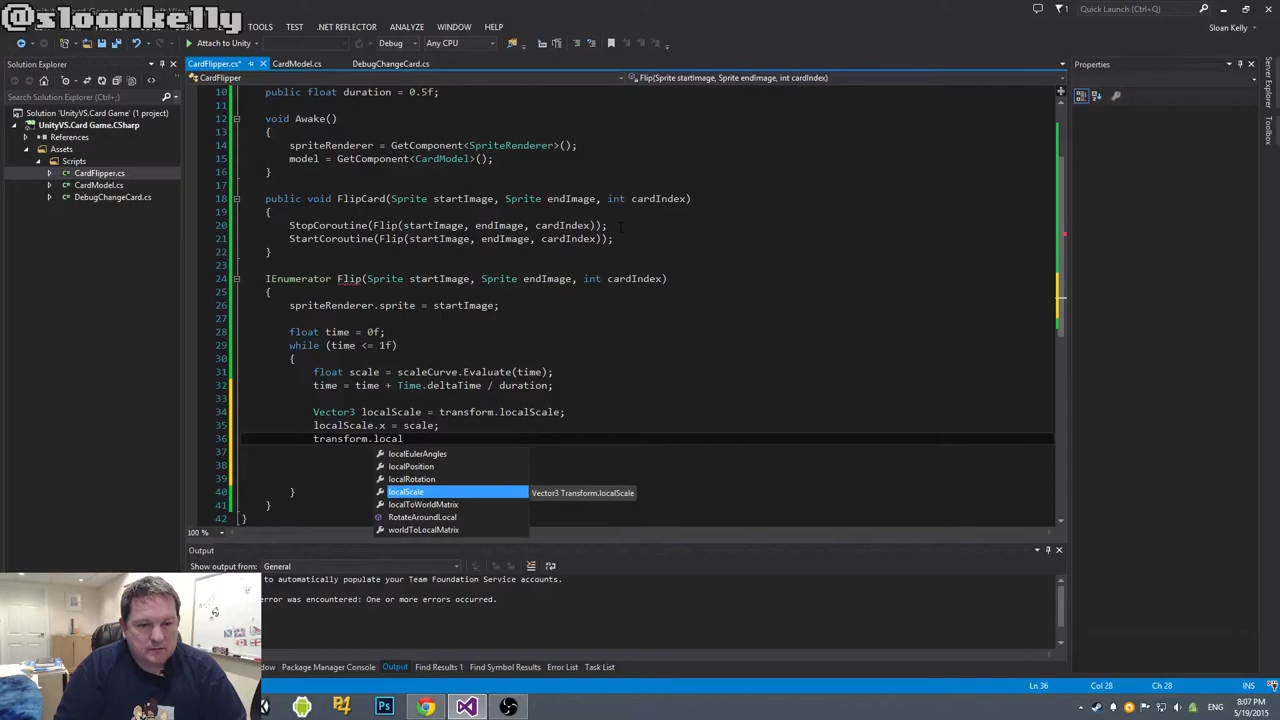 @sloankelly
TOOLS TEST .NET REFLECTOR ARCHITECTURE ANALYZE WINDOW HELP
Quick Launch (Ctrl+Q)
Sloan Kelly
Attach to Unity Debug Any CPU
Solution Explorer
CardFlipper.cs* CardModel.cs DebugChangeCard.cs
Properties
CardFlipper
Flip(Sprite startImage, Sprite endImage, int cardIndex)
Search Solution Explorer (Ctrl+;)
Solution 'UnityVS.Card Game' (1 project)
UnityVS.Card Game.CSharp
References
Assets
Scripts
CardFlipper.cs
CardModel.cs
DebugChangeCard.cs
10 public float duration = 0.5f;
11
12 void Awake()
13 {
14 spriteRenderer = GetComponent<SpriteRenderer>();
15 model = GetComponent<CardModel>();
16 }
17
18 public void FlipCard(Sprite startImage, Sprite endImage, int cardIndex)
19 {
20 StopCoroutine(Flip(startImage, endImage, cardIndex));
21 StartCoroutine(Flip(startImage, endImage, cardIndex));
22 }
23
24 IEnumerator Flip(Sprite startImage, Sprite endImage, int cardIndex)
25 {
26 spriteRenderer.sprite = startImage;
27
28 float time = 0f;
29 while (time <= 1f)
30 {
31 float scale = scaleCurve.Evaluate(time);
32 time = time + Time.deltaTime / duration;
33
34 Vector3 localScale = transform.localScale;
35 localScale.x = scale;
36 transform.local
37
38
39
40 }
41 }
42 }
localEulerAngles
localPosition
localRotation
localScale
localToWorldMatrix
RotateAroundLocal
worldToLocalMatrix
Vector3 Transform.localScale
100 %
Output
Show output from: General
to automatically populate your Team Foundation Service accounts.
error was encountered: One or more errors occurred.
Package Manager Console Output Find Results 1 Find Symbol Results Error List Task List
Ln 36 Col 28 Ch 28 INS
Server Explorer
Toolbox
Ps
8:07 PM
5/19/2015